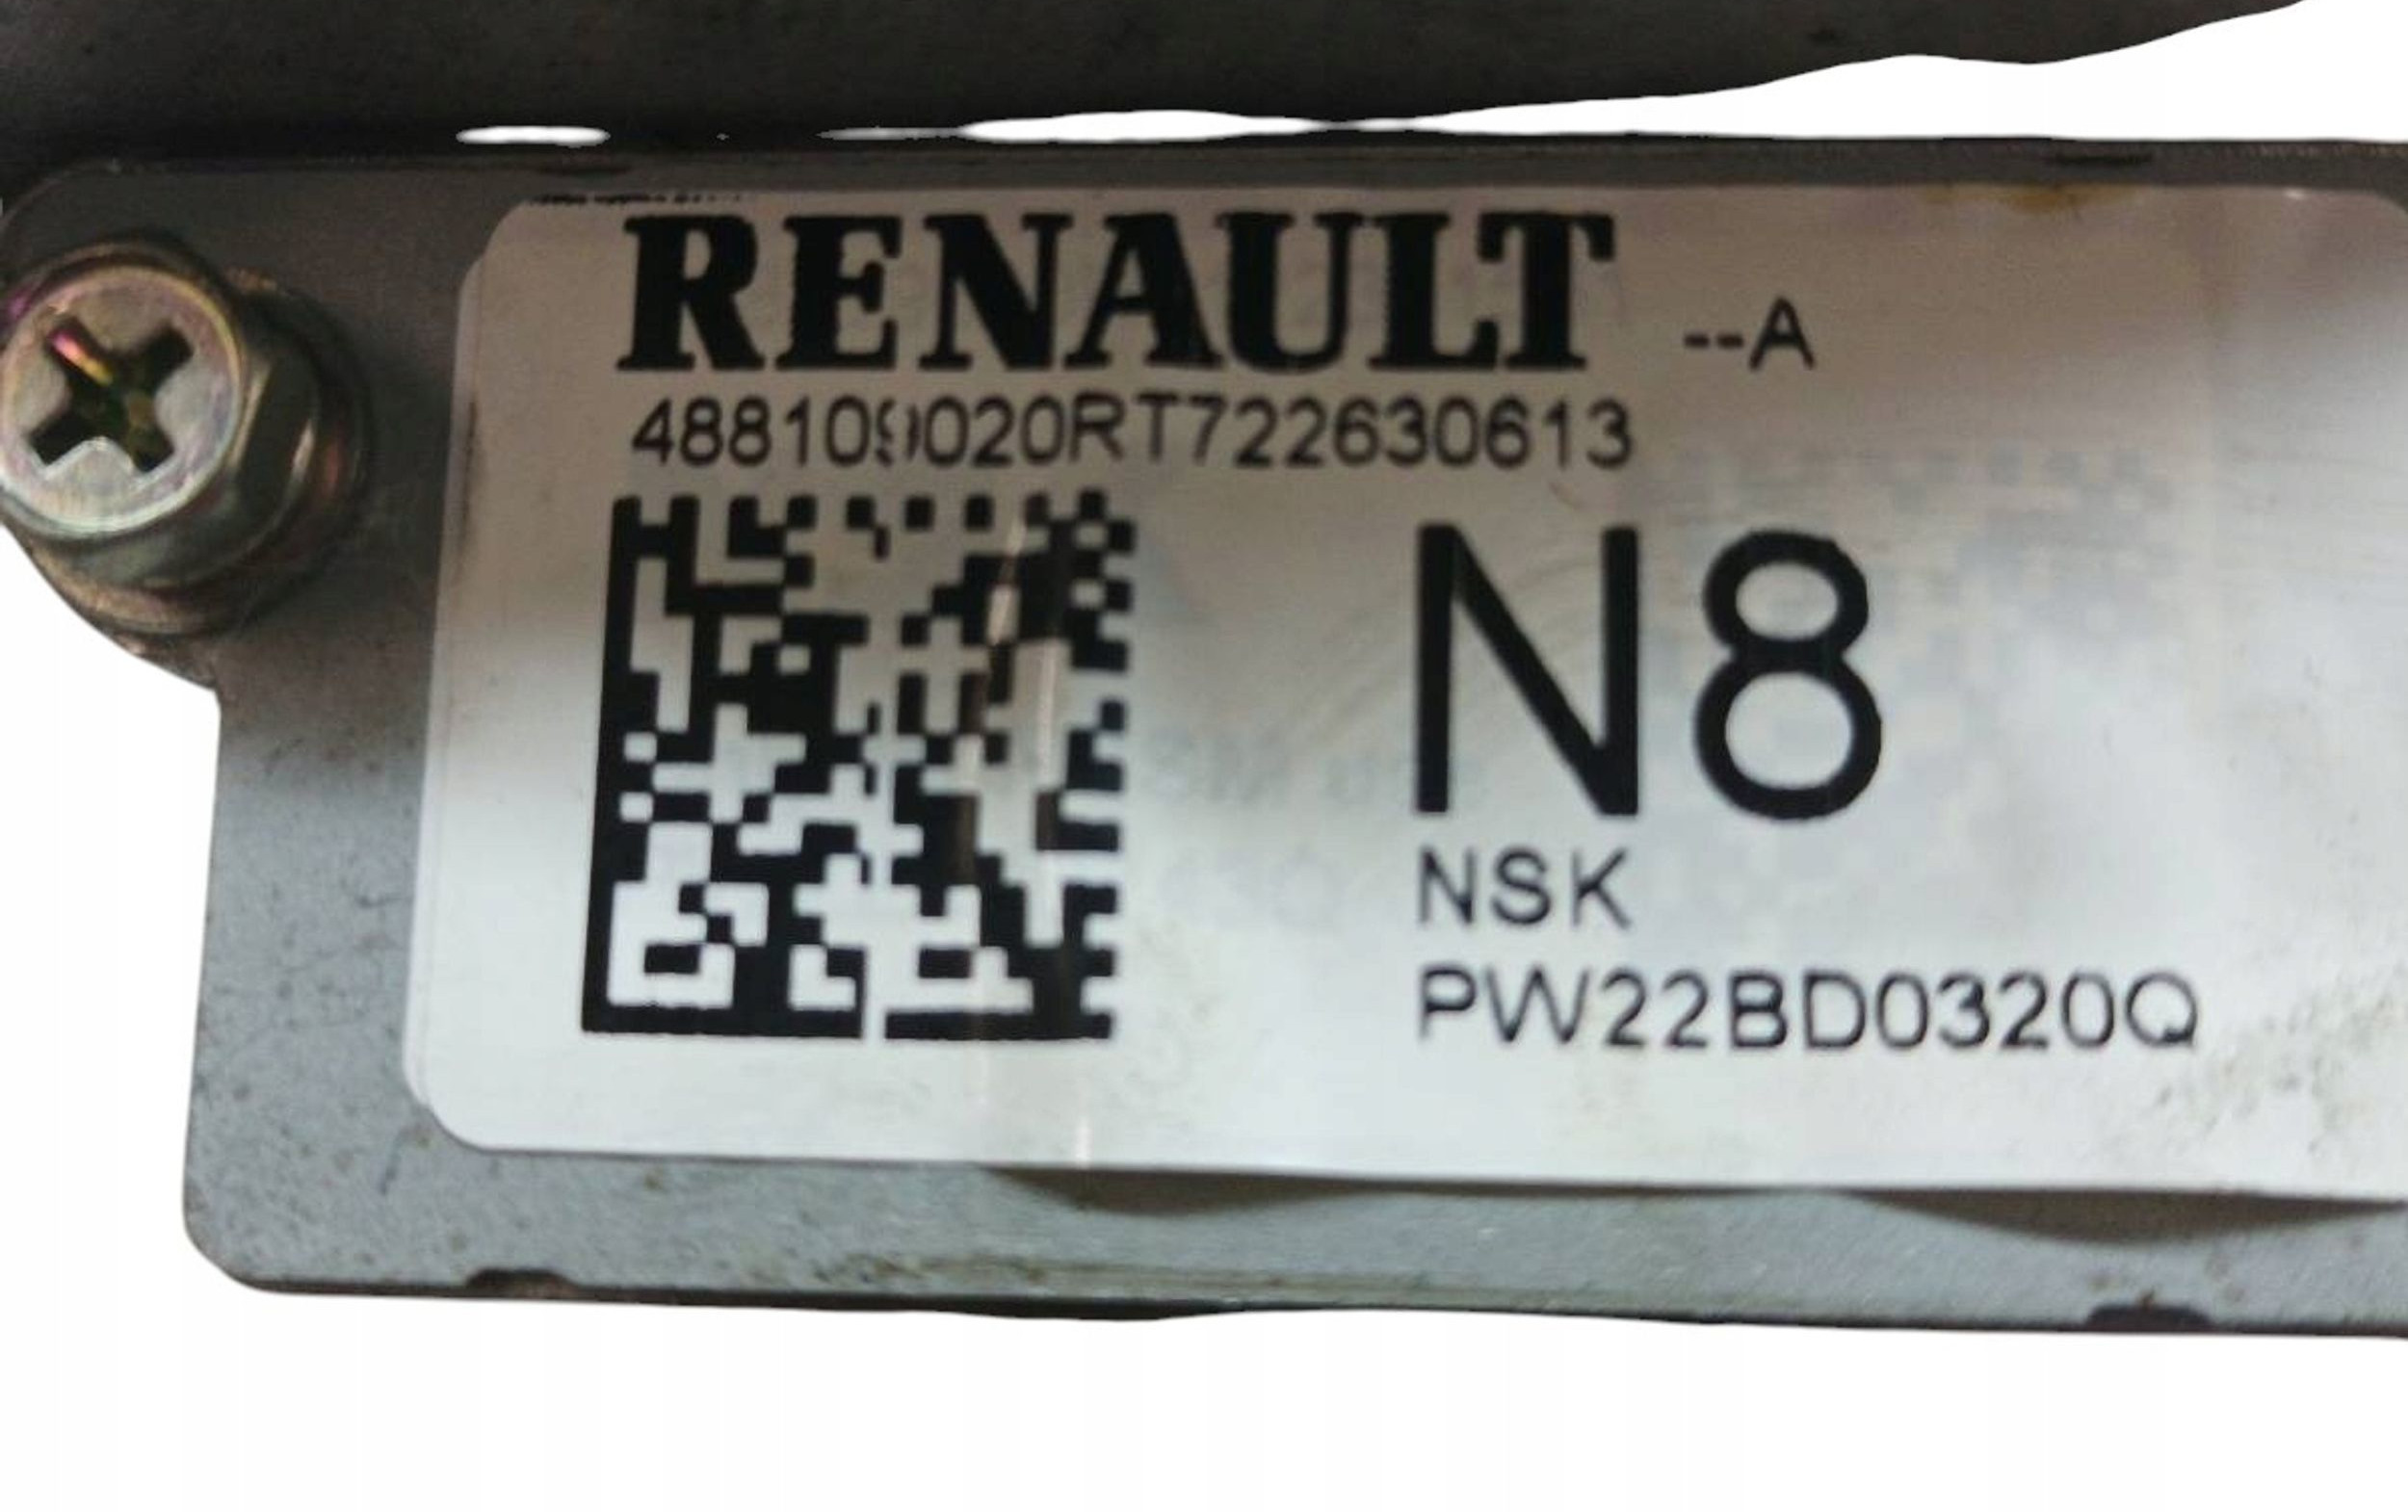 RENAULT --A
488109020RT722630613
N8
NSK
PW22BD0320Q